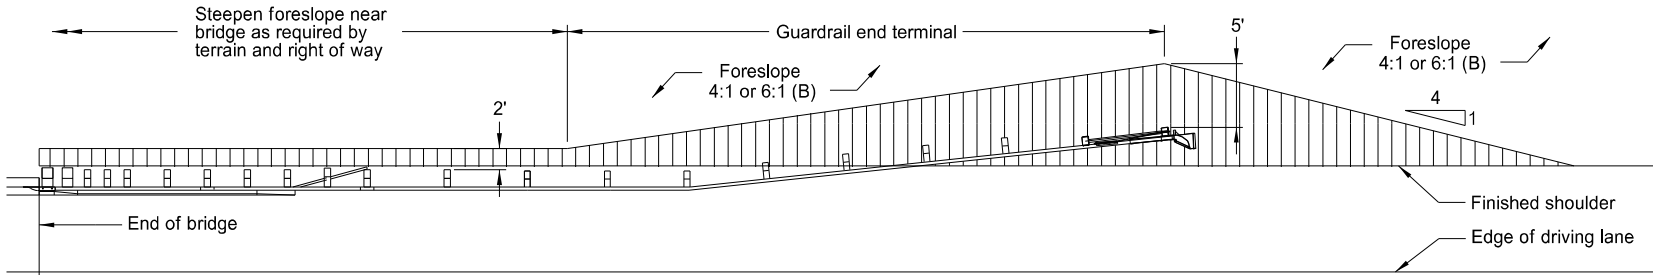 Steepen foreslope near
bridge as required by
terrain and right of way
Guardrail end terminal
5'
Foreslope
4:1 or 6:1 (B)
Foreslope
4:1 or 6:1 (B)
2'
4
1
End of bridge
Finished shoulder
Edge of driving lane